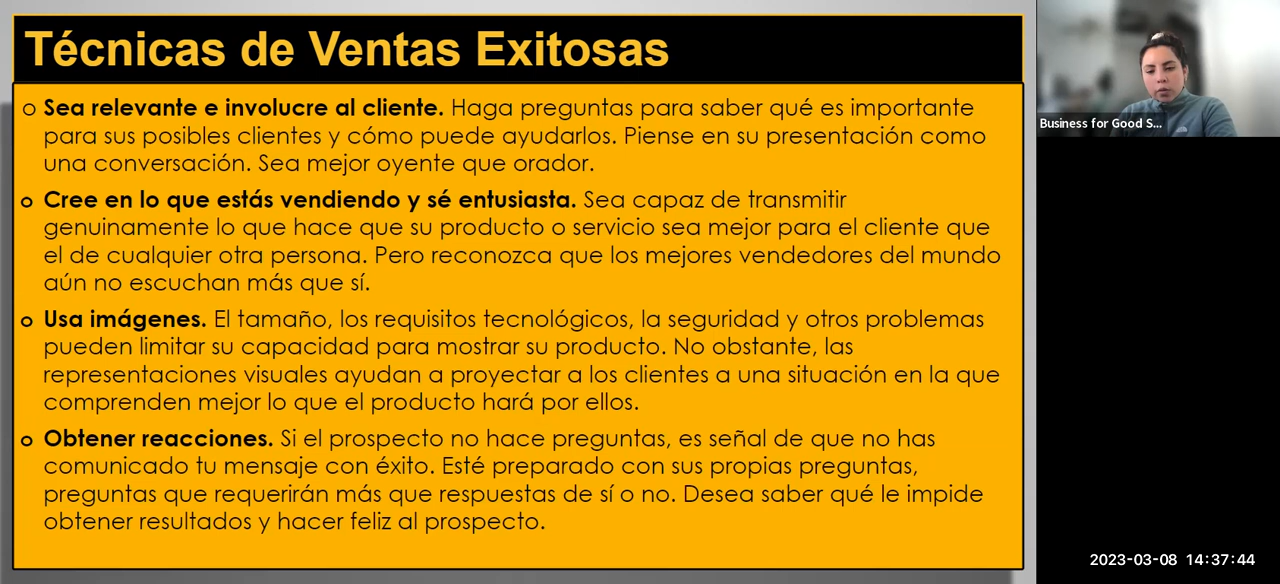 Técnicas de Ventas Exitosas
o Sea relevante e involucre al cliente. Haga preguntas para saber qué es importante
para sus posibles clientes y cómo puede ayudarlos. Piense en su presentación como
una conversación. Sea mejor oyente que orador.
o Cree en lo que estás vendiendo y sé entusiasta. Sea capaz de transmitir
genuinamente lo que hace que su producto o servicio sea mejor para el cliente que
el de cualquier otra persona. Pero reconozca que los mejores vendedores del mundo
aún no escuchan más que sí.
o Usa imágenes. El tamaño, los requisitos tecnológicos, la seguridad y otros problemas
pueden limitar su capacidad para mostrar su producto. No obstante, las
representaciones visuales ayudan a proyectar a los clientes a una situación en la que
comprenden mejor lo que el producto hará por ellos.
o Obtener reacciones. Si el prospecto no hace preguntas, es señal de que no has
comunicado tu mensaje con éxito. Esté preparado con sus propias preguntas,
preguntas que requerirán más que respuestas de sí o no. Desea saber qué le impide
obtener resultados y hacer feliz al prospecto.
Business for Good S...
2023-03-08 14:37:44